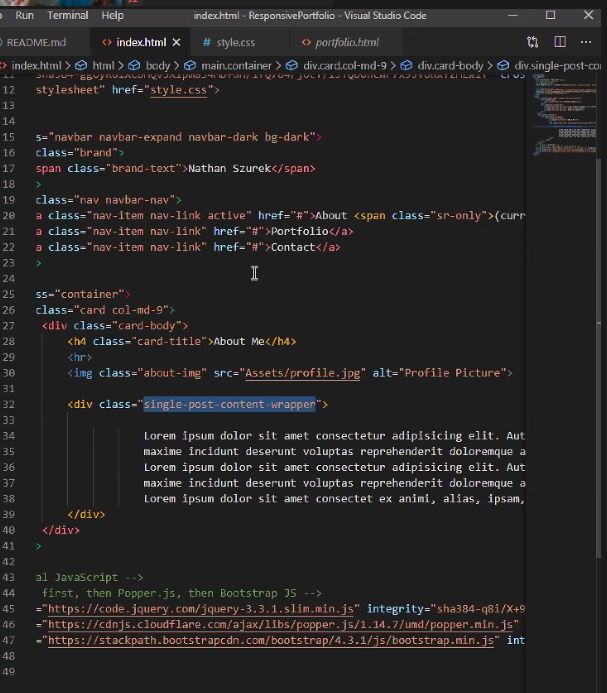 Run Terminal Help index.html - ResponsivePortfolio - Visual Studio Code
README.md index.html style.css portfolio.html
index.html > html > body > main.container > div.card.col-md-9 > div.card-body > div.single-post-con
12 stylesheet" href="style.css">
13
14
15 s="navbar navbar-expand navbar-dark bg-dark">
16 class="brand">
17 span class="brand-text">Nathan Szurek</span>
18 >
19 class="nav navbar-nav">
20 a class="nav-item nav-link active" href="#">About <span class="sr-only">(curr
21 a class="nav-item nav-link" href="#">Portfolio</a>
22 a class="nav-item nav-link" href="#">Contact</a>
23 >
24
25 ss="container">
26 class="card col-md-9">
27 <div class="card-body">
28 <h4 class="card-title">About Me</h4>
29 <hr>
30 <img class="about-img" src="Assets/profile.jpg" alt="Profile Picture">
31
32 <div class="single-post-content-wrapper">
33
34 Lorem ipsum dolor sit amet consectetur adipisicing elit. Aut
35 maxime incidunt deserunt voluptas reprehenderit doloremque a
36 Lorem ipsum dolor sit amet consectetur adipisicing elit. Aut
37 maxime incidunt deserunt voluptas reprehenderit doloremque a
38 Lorem ipsum dolor sit amet consectet ex animi, alias, ipsam,
39 </div>
40 </div>
41 >
42
43 al JavaScript -->
44 first, then Popper.js, then Bootstrap JS -->
45 ="https://code.jquery.com/jquery-3.3.1.slim.min.js" integrity="sha384-q8i/X+9
46 ="https://cdnjs.cloudflare.com/ajax/libs/popper.js/1.14.7/umd/popper.min.js"
47 ="https://stackpath.bootstrapcdn.com/bootstrap/4.3.1/js/bootstrap.min.js" int
48
49